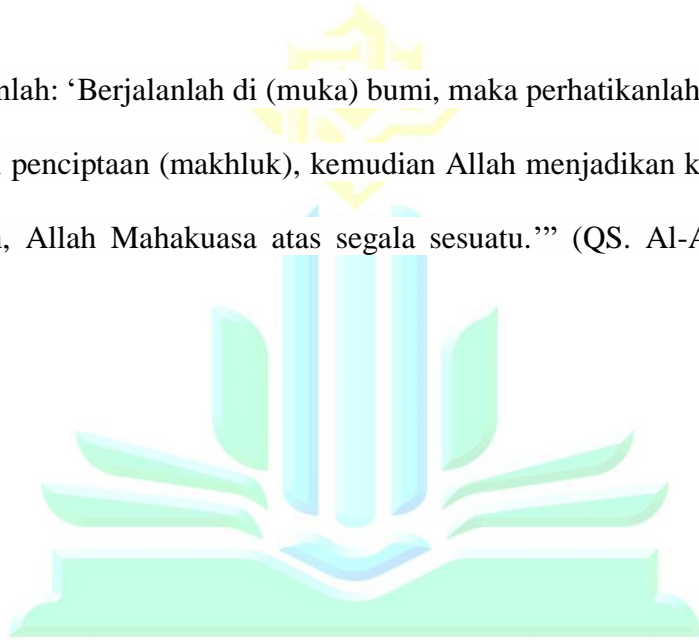 nlah: ‘Berjalanlah di (muka) bumi, maka perhatikanlah
penciptaan (makhluk), kemudian Allah menjadikan k
, Allah Mahakuasa atas segala sesuatu.’” (QS. Al-A